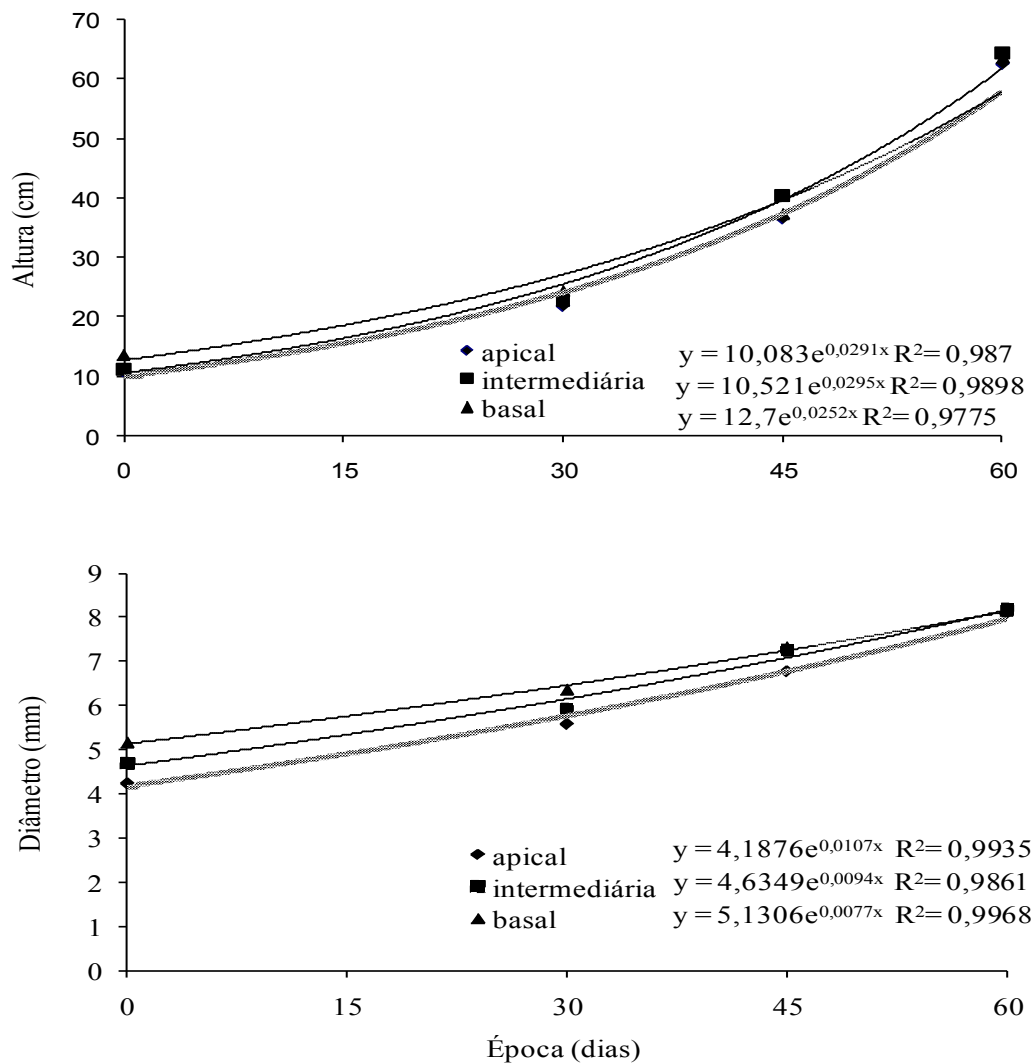 70
60
50
40
30
20
10
0
Altura (cm)
apical
intermediária
basal
y = 10,083e^0,0291x R²= 0,987
y = 10,521e^0,0295x R²= 0,9898
y = 12,7e^0,0252x R²= 0,9775
0 15 30 45 60
9
8
7
6
5
4
3
2
1
0
Diâmetro (mm)
apical
intermediária
basal
y = 4,1876e^0,0107x R²= 0,9935
y = 4,6349e^0,0094x R²= 0,9861
y = 5,1306e^0,0077x R²= 0,9968
0 15 30 45 60
Época (dias)